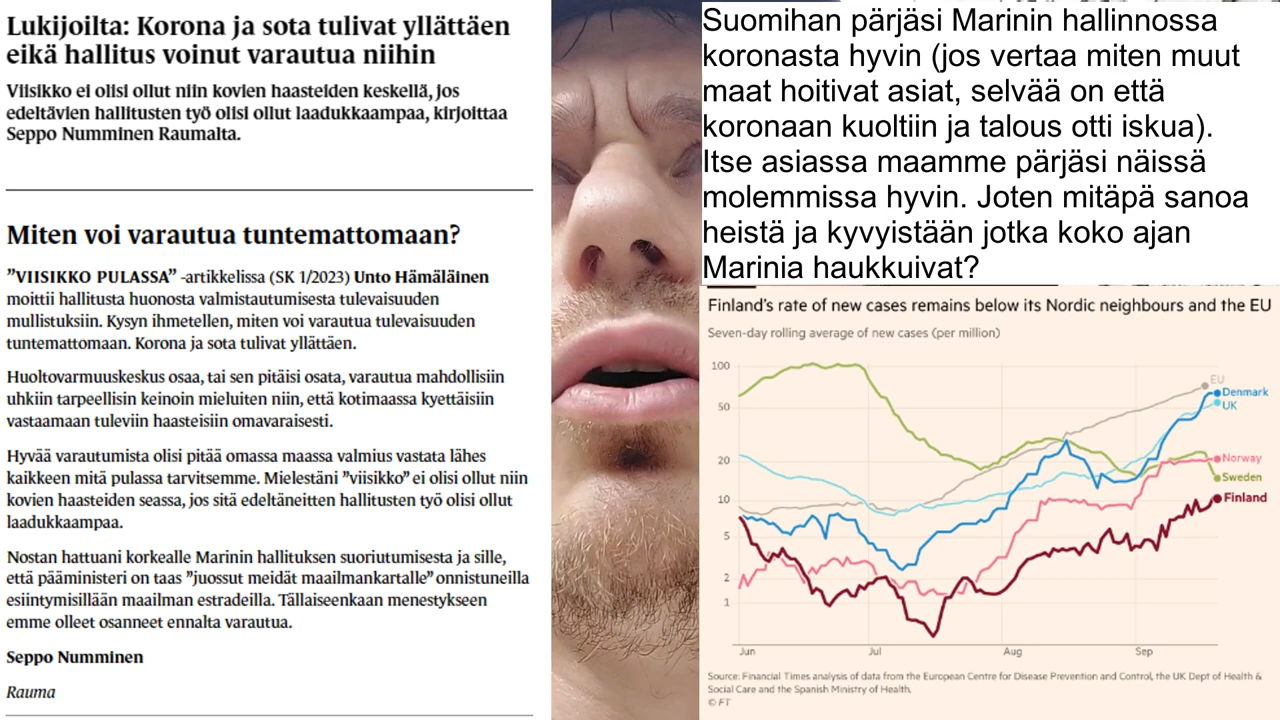 Lukijoilta: Korona ja sota tulivat yllättäen
eikä hallitus voinut varautua niihin
Viisikko ei olisi ollut niin kovien haasteiden keskellä, jos
edeltävien hallitusten työ olisi ollut laadukkaampaa, kirjoittaa
Seppo Numminen Raumalta.
Miten voi varautua tuntemattomaan?
”VIISIKKO PULASSA” -artikkelissa (SK 1/2023) Unto Hämäläinen
moittii hallitusta huonosta valmistautumisesta tulevaisuuden
mullistuksiin. Kysyn ihmetellen, miten voi varautua tulevaisuuden
tuntemattomaan. Korona ja sota tulivat yllättäen.
Huoltovarmuuskeskus osaa, tai sen pitäisi osata, varautua mahdollisiin
uhkiin tarpeellisin keinoin mieluiten niin, että kotimaassa kyettäisiin
vastaamaan tuleviin haasteisiin omavaraisesti.
Hyvää varautumista olisi pitää omassa maassa valmius vastata lähes
kaikkeen mitä pulassa tarvitsemme. Mielestäni ”viisikko” ei olisi ollut niin
kovien haasteiden seassa, jos sitä edeltäneitten hallitusten työ olisi ollut
laadukkaampaa.
Nostan hattuani korkealle Marinin hallituksen suoriutumisesta ja sille,
että pääministeri on taas ”juossut meidät maailmankartalle” onnistuneilla
esiintymisillään maailman estradeilla. Tällaiseenkaan menestykseen
emme olleet osanneet ennalta varautua.
Seppo Numminen
Rauma
Suomihan pärjäsi Marinin hallinnossa
koronasta hyvin (jos vertaa miten muut
maat hoitivat asiat, selvää on että
koronaan kuoltiin ja talous otti iskua).
Itse asiassa maamme pärjäsi näissä
molemmissa hyvin. Joten mitäpä sanoa
heistä ja kyvyistään jotka koko ajan
Marinia haukkuivat?
Finland's rate of new cases remains below its Nordic neighbours and the EU
Seven-day rolling average of new cases (per million)
100
50
20
10
5
2
1
EU
Denmark
UK
Norway
Sweden
Finland
Jun Jul Aug Sep
Source: Financial Times analysis of data from the European Centre for Disease Prevention and Control, the UK Dept of Health &
Social Care and the Spanish Ministry of Health.
© FT